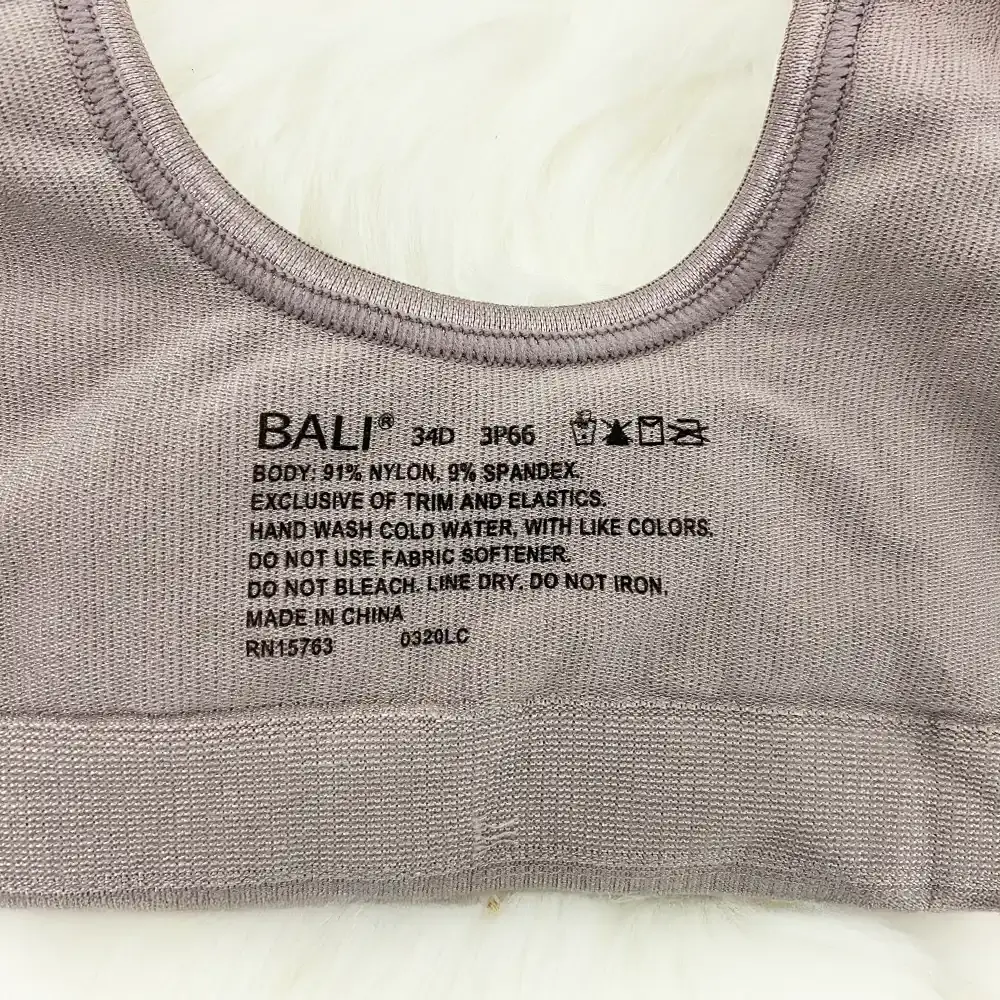 BALI® 34D 3P66
BODY: 91% NYLON, 9% SPANDEX.
EXCLUSIVE OF TRIM AND ELASTICS.
HAND WASH COLD WATER, WITH LIKE COLORS.
DO NOT USE FABRIC SOFTENER.
DO NOT BLEACH. LINE DRY. DO NOT IRON.
MADE IN CHINA
RN15763 0320LC